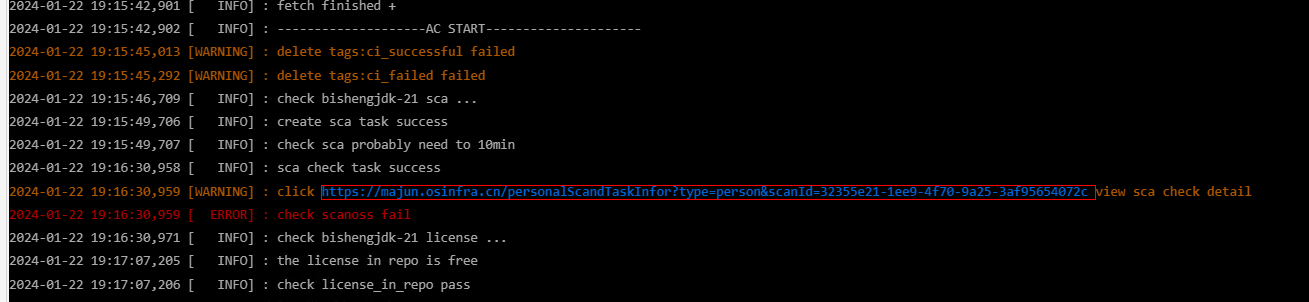 2024-01-22 19:15:42,901 [   INFO] : fetch finished +
2024-01-22 19:15:42,902 [   INFO] : --------------------AC START---------------------
2024-01-22 19:15:45,013 [WARNING] : delete tags:ci_successful failed
2024-01-22 19:15:45,292 [WARNING] : delete tags:ci_failed failed
2024-01-22 19:15:46,709 [   INFO] : check bishengjdk-21 sca ...
2024-01-22 19:15:49,706 [   INFO] : create sca task success
2024-01-22 19:15:49,707 [   INFO] : check sca probably need to 10min
2024-01-22 19:16:30,958 [   INFO] : sca check task success
2024-01-22 19:16:30,959 [WARNING] : click https://majun.osinfra.cn/personalScandTaskInfor?type=person&scanId=32355e21-1ee9-4f70-9a25-3af95654072c view sca check detail
2024-01-22 19:16:30,959 [  ERROR] : check scanoss fail
2024-01-22 19:16:30,971 [   INFO] : check bishengjdk-21 license ...
2024-01-22 19:17:07,205 [   INFO] : the license in repo is free
2024-01-22 19:17:07,206 [   INFO] : check license_in_repo pass